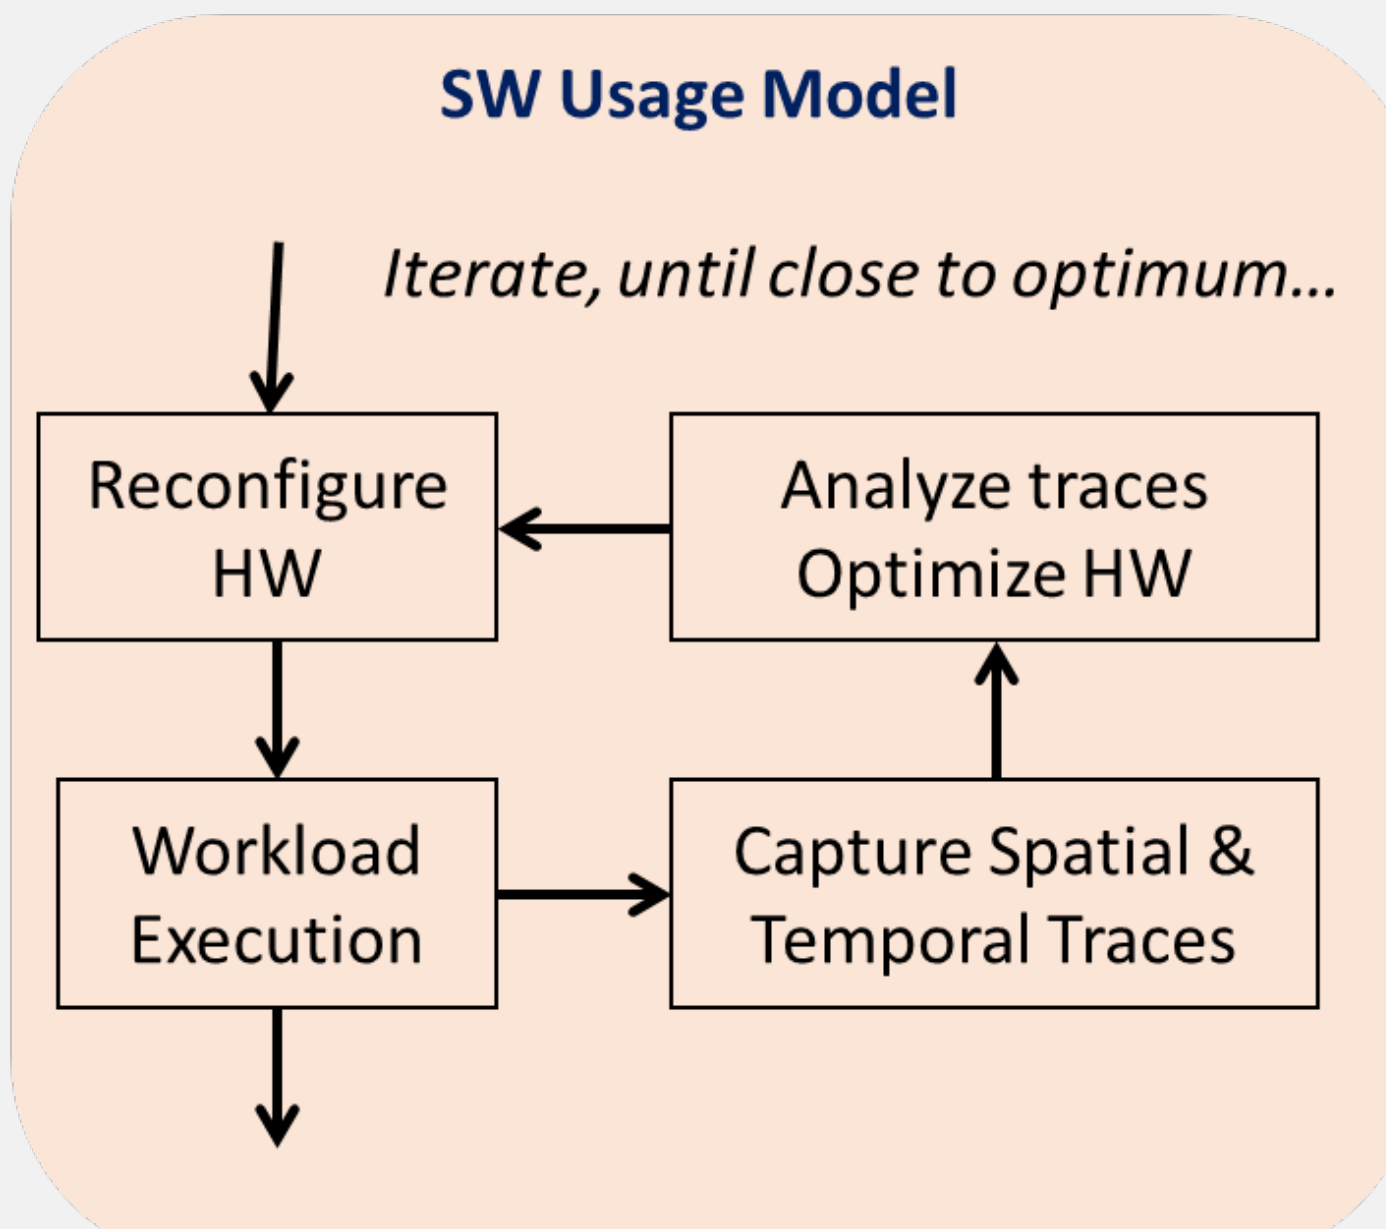 SW Usage Model
Iterate, until close to optimum...
Reconfigure
HW
Analyze traces
Optimize HW
Workload
Execution
Capture Spatial &
Temporal Traces